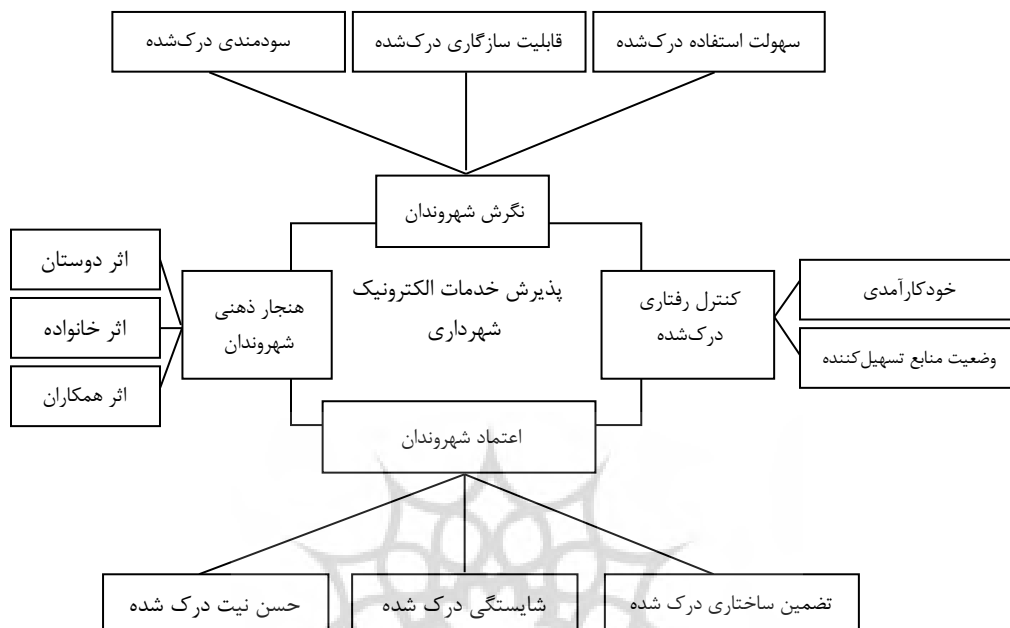 سهولت استفاده درک‌شده
قابلیت سازگاری درک‌شده
سودمندی درک‌شده
نگرش شهروندان
خودکارآمدی
وضعیت منابع تسهیل‌کننده
کنترل رفتاری
درک‌شده
پذیرش خدمات الکترونیک
شهرداری
هنجار ذهنی
شهروندان
اثر دوستان
اثر خانواده
اثر همکاران
اعتماد شهروندان
تضمین ساختاری درک شده
شایستگی درک شده
حسن نیت درک شده